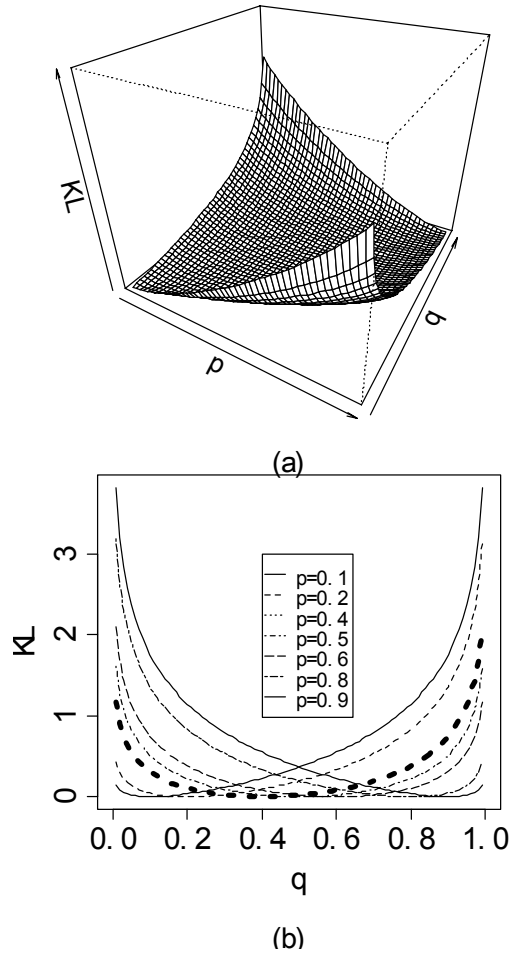 KL
p
q
(a)
KL
3
2
1
0
p=0. 1
p=0. 2
p=0. 4
p=0. 5
p=0. 6
p=0. 8
p=0. 9
0. 0 0. 2 0. 4 0. 6 0. 8 1. 0
q
(b)